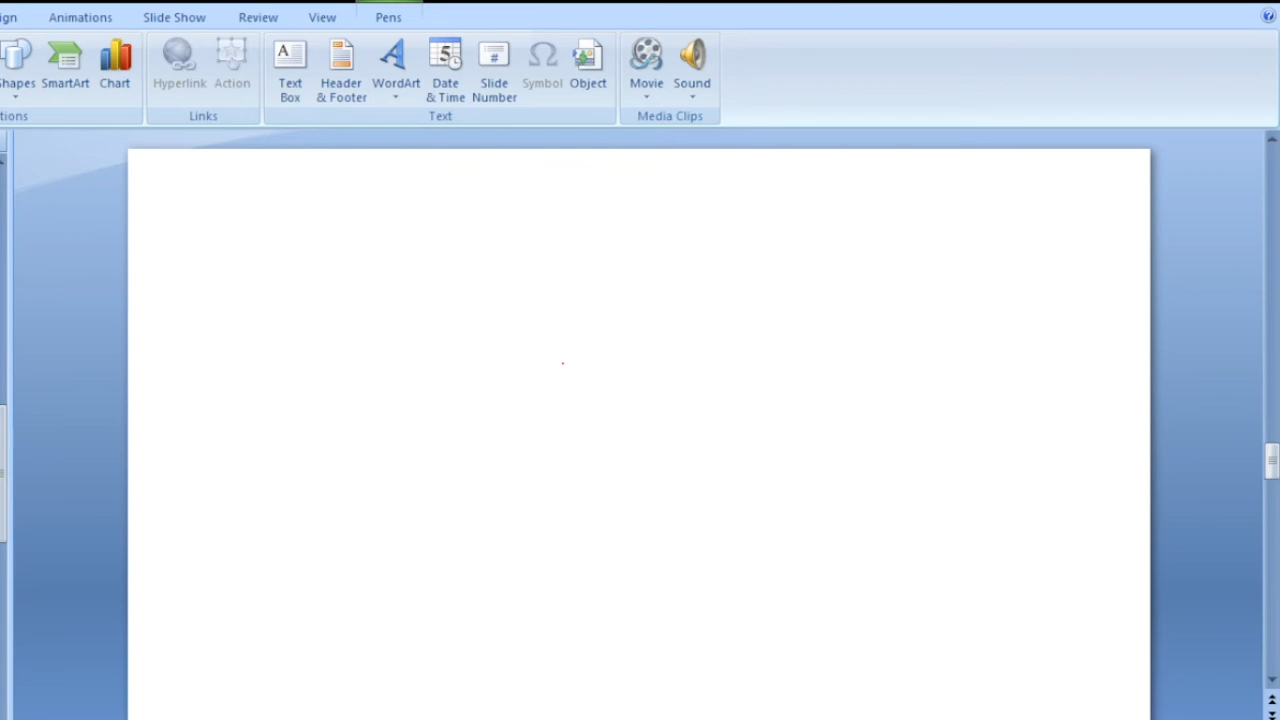 ign Animations Slide Show Review View Pens
Shapes SmartArt Chart Hyperlink Action Text Box Header & Footer WordArt Date & Time Slide Number Symbol Object Movie Sound
tions Links Text Media Clips